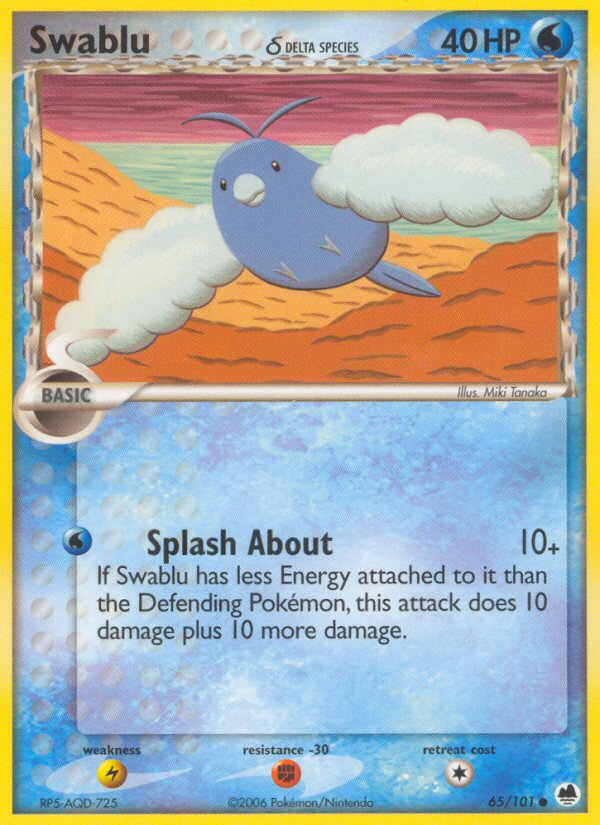 Swablu δ DELTA SPECIES 40 HP
BASIC
Illus. Miki Tanaka
Splash About 10+
If Swablu has less Energy attached to it than
the Defending Pokémon, this attack does 10
damage plus 10 more damage.
weakness resistance -30 retreat cost
RP5-AQD-725 ©2006 Pokémon/Nintendo 65/101 ●